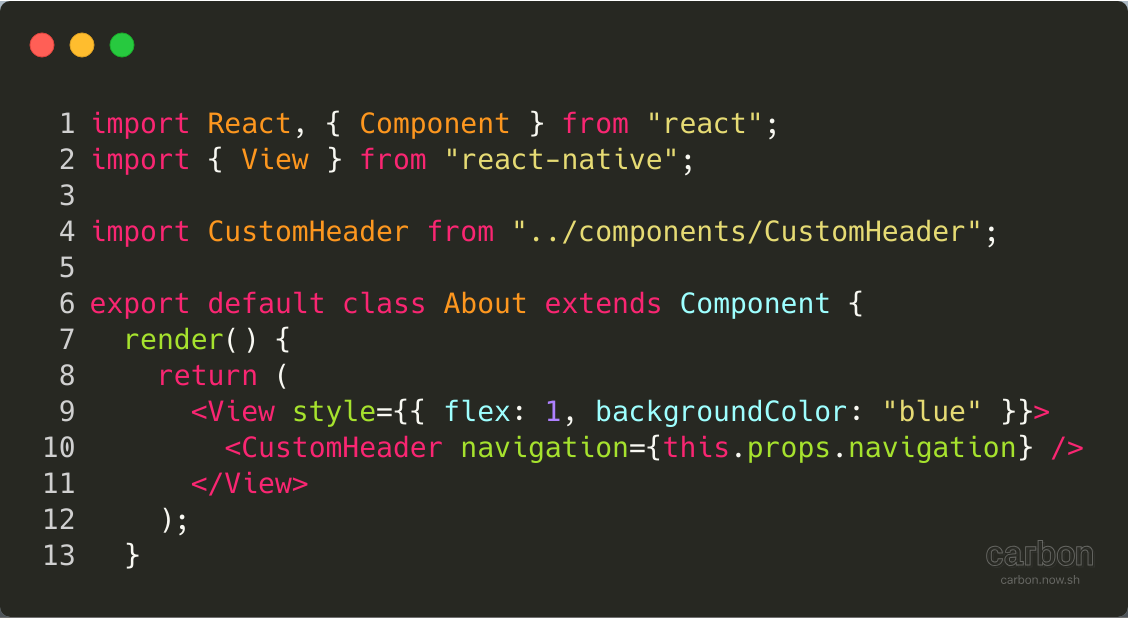 1 import React, { Component } from "react";
2 import { View } from "react-native";
3
4 import CustomHeader from "../components/CustomHeader";
5
6 export default class About extends Component {
7   render() {
8     return (
9       <View style={{ flex: 1, backgroundColor: "blue" }}>
10         <CustomHeader navigation={this.props.navigation} />
11       </View>
12     );
13   }
carbon
carbon.now.sh